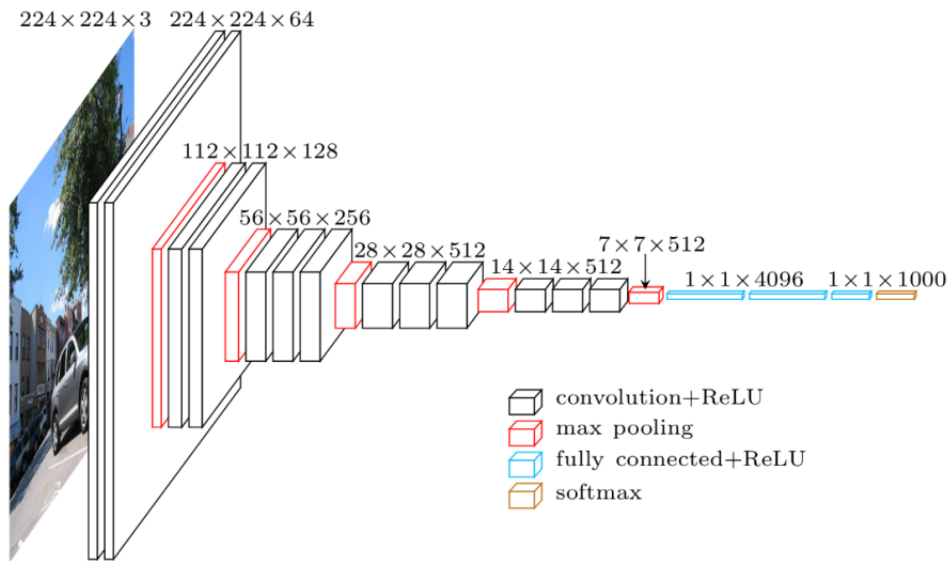 224×224×3
224×224×64
112×112×128
56×56×256
28×28×512
14×14×512
7×7×512
1×1×4096
1×1×1000
convolution+ReLU
max pooling
fully connected+ReLU
softmax